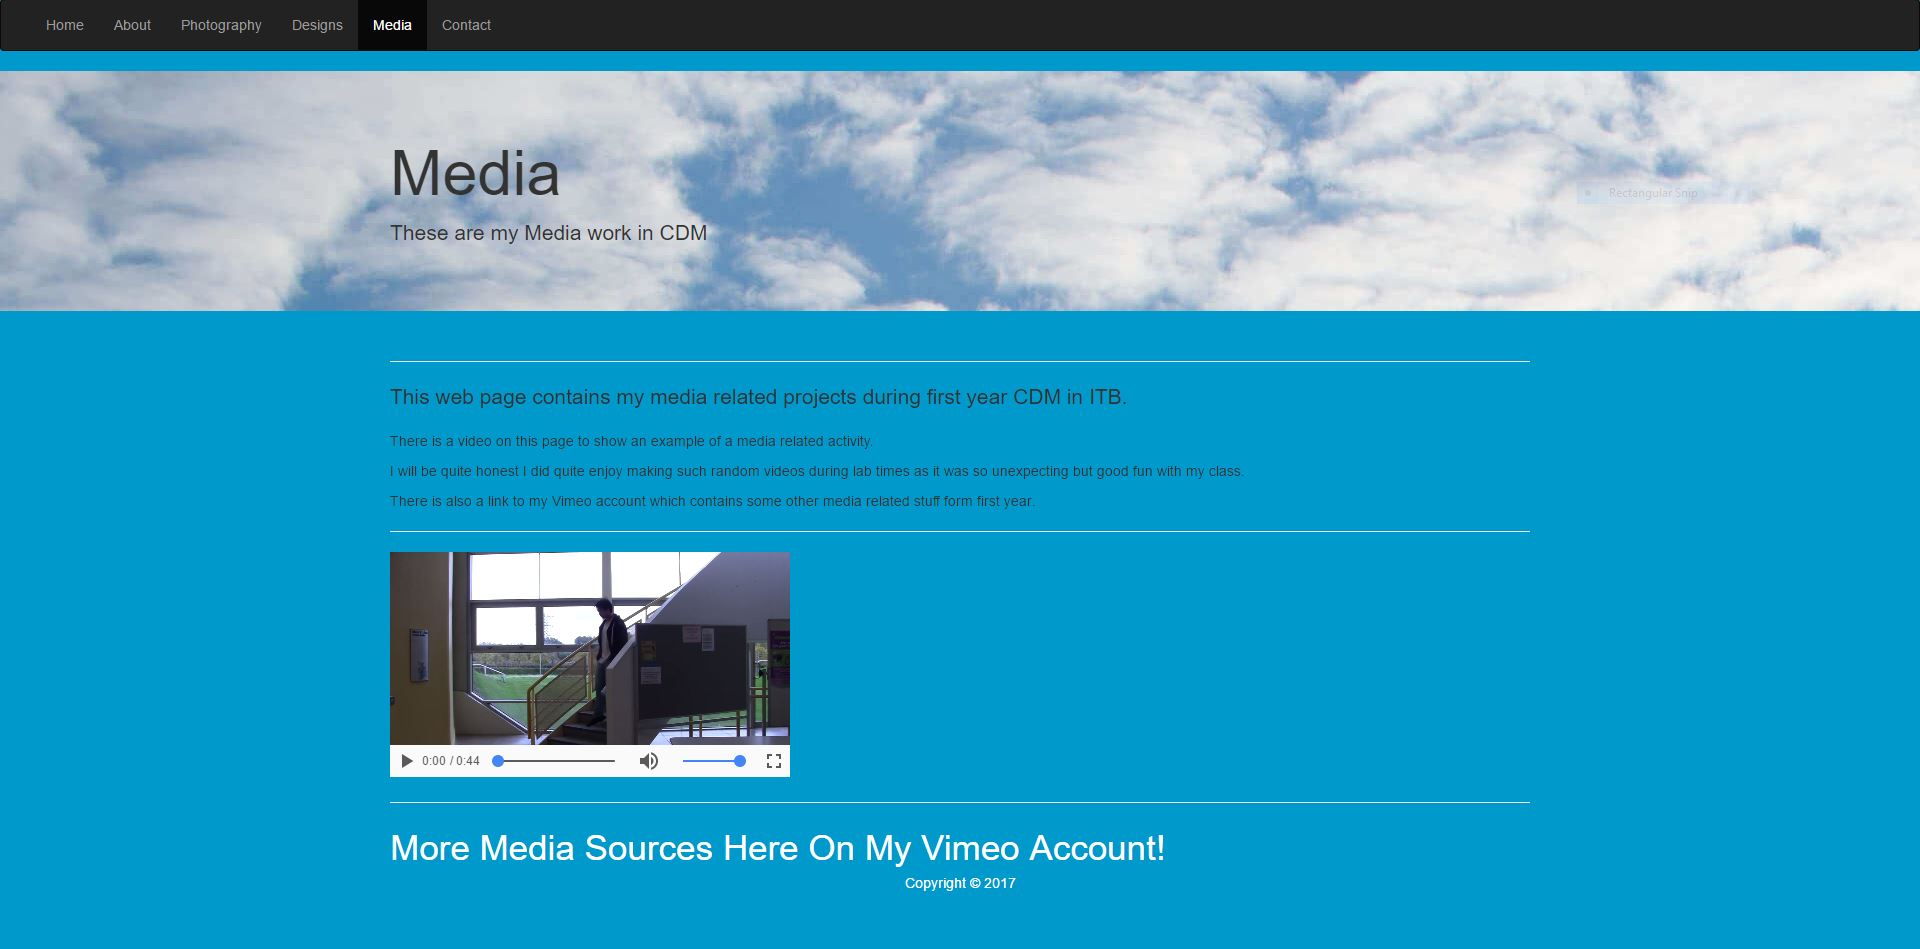 Home About Photography Designs Media Contact
Media
Rectangular Snip
These are my Media work in CDM
This web page contains my media related projects during first year CDM in ITB.
There is a video on this page to show an example of a media related activity.
I will be quite honest I did quite enjoy making such random videos during lab times as it was so unexpecting but good fun with my class.
There is also a link to my Vimeo account which contains some other media related stuff form first year.
0:00 / 0:44
More Media Sources Here On My Vimeo Account!
Copyright © 2017